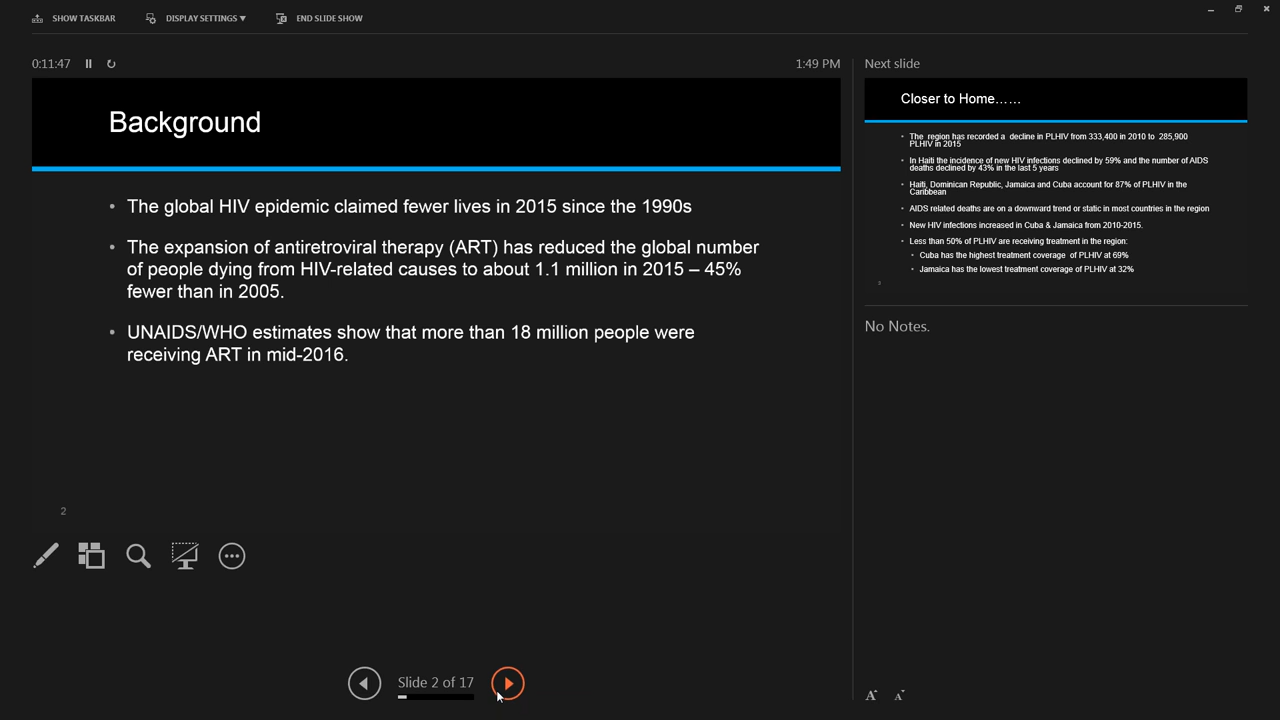 SHOW TASKBAR
DISPLAY SETTINGS ▼
END SLIDE SHOW
0:11:47
1:49 PM
Background
• The global HIV epidemic claimed fewer lives in 2015 since the 1990s
• The expansion of antiretroviral therapy (ART) has reduced the global number
of people dying from HIV-related causes to about 1.1 million in 2015 – 45%
fewer than in 2005.
• UNAIDS/WHO estimates show that more than 18 million people were
receiving ART in mid-2016.
2
Slide 2 of 17
Next slide
Closer to Home……
• The region has recorded a decline in PLHIV from 333,400 in 2010 to 285,900
PLHIV in 2015
• In Haiti the incidence of new HIV infections declined by 59% and the number of AIDS
deaths declined by 43% in the last 5 years
• Haiti, Dominican Republic, Jamaica and Cuba account for 87% of PLHIV in the
Caribbean
• AIDS related deaths are on a downward trend or static in most countries in the region
• New HIV infections increased in Cuba & Jamaica from 2010-2015.
• Less than 50% of PLHIV are receiving treatment in the region:
• Cuba has the highest treatment coverage of PLHIV at 69%
• Jamaica has the lowest treatment coverage of PLHIV at 32%
3
No Notes.
A A